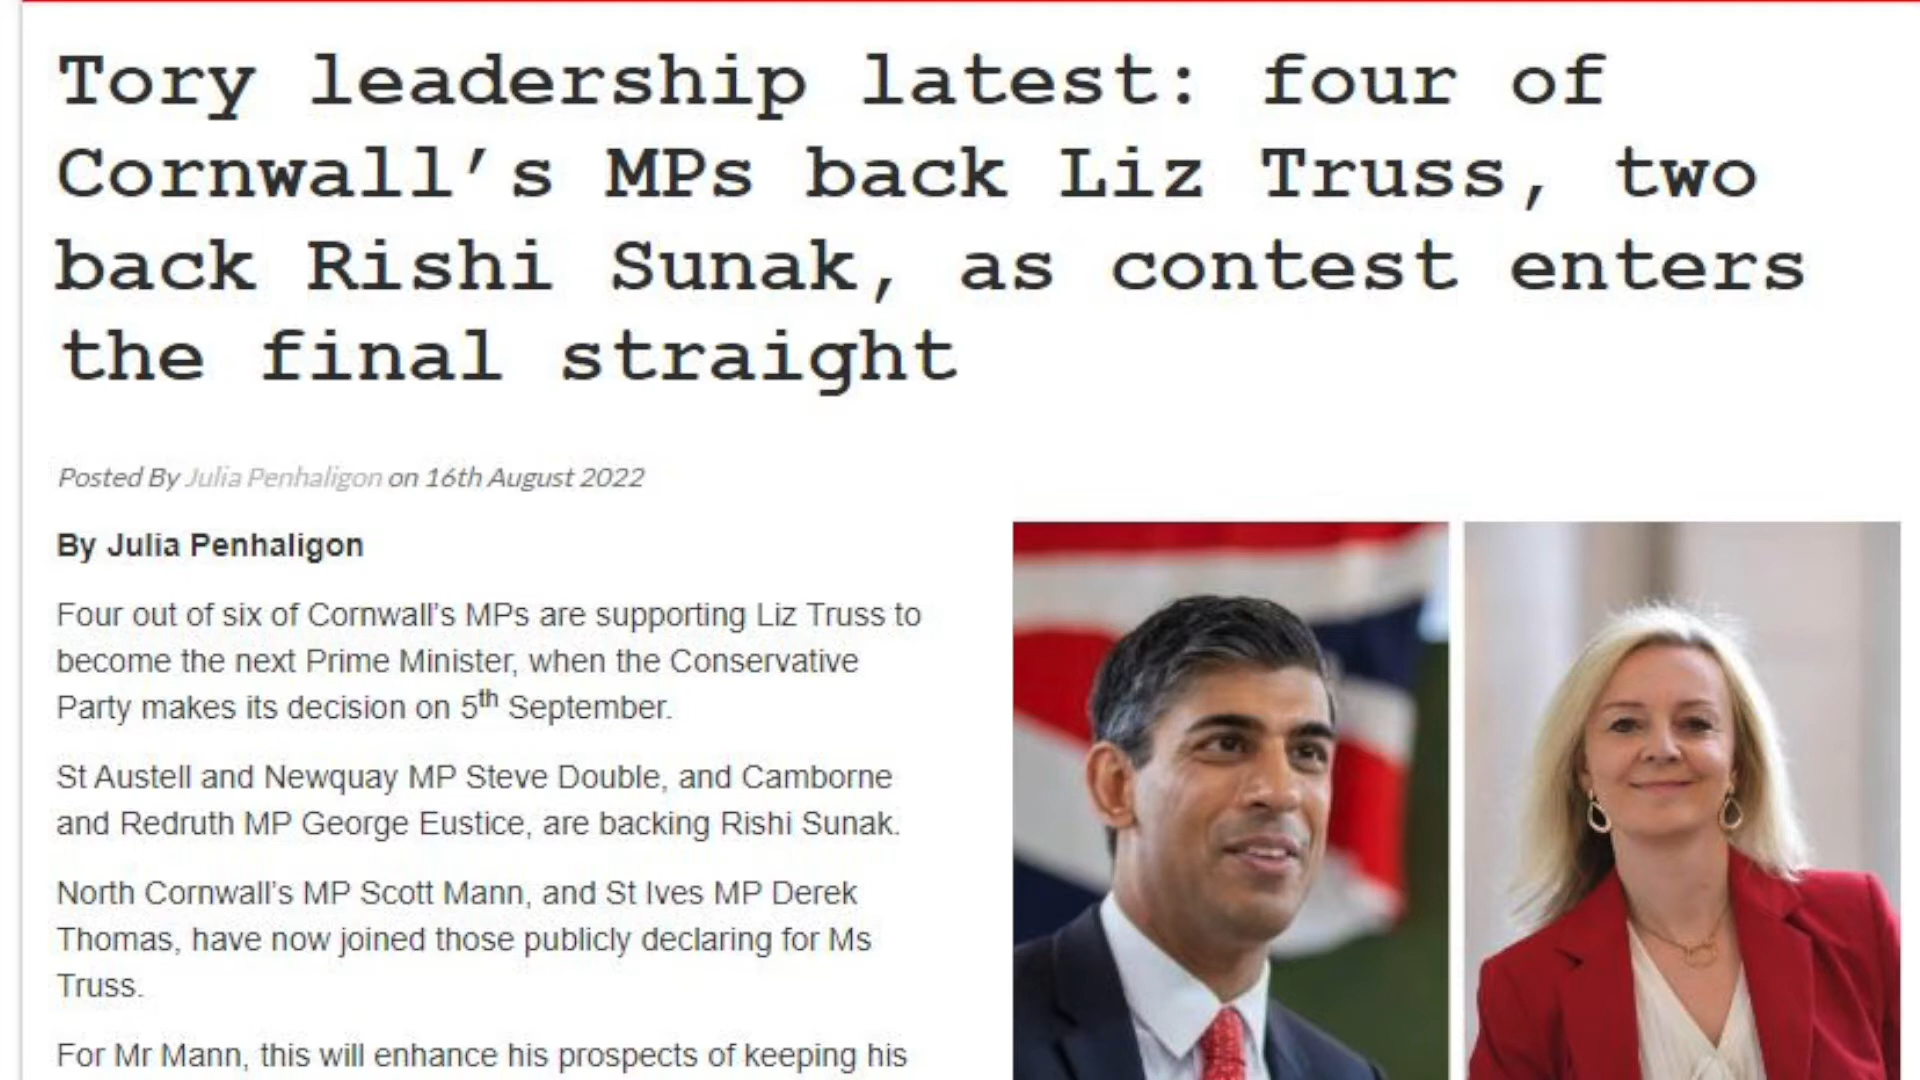 Tory leadership latest: four of
Cornwall’s MPs back Liz Truss, two
back Rishi Sunak, as contest enters
the final straight
Posted By Julia Penhaligon on 16th August 2022
By Julia Penhaligon
Four out of six of Cornwall's MPs are supporting Liz Truss to
become the next Prime Minister, when the Conservative
Party makes its decision on 5th September.
St Austell and Newquay MP Steve Double, and Camborne
and Redruth MP George Eustice, are backing Rishi Sunak.
North Cornwall's MP Scott Mann, and St Ives MP Derek
Thomas, have now joined those publicly declaring for Ms
Truss.
For Mr Mann, this will enhance his prospects of keeping his